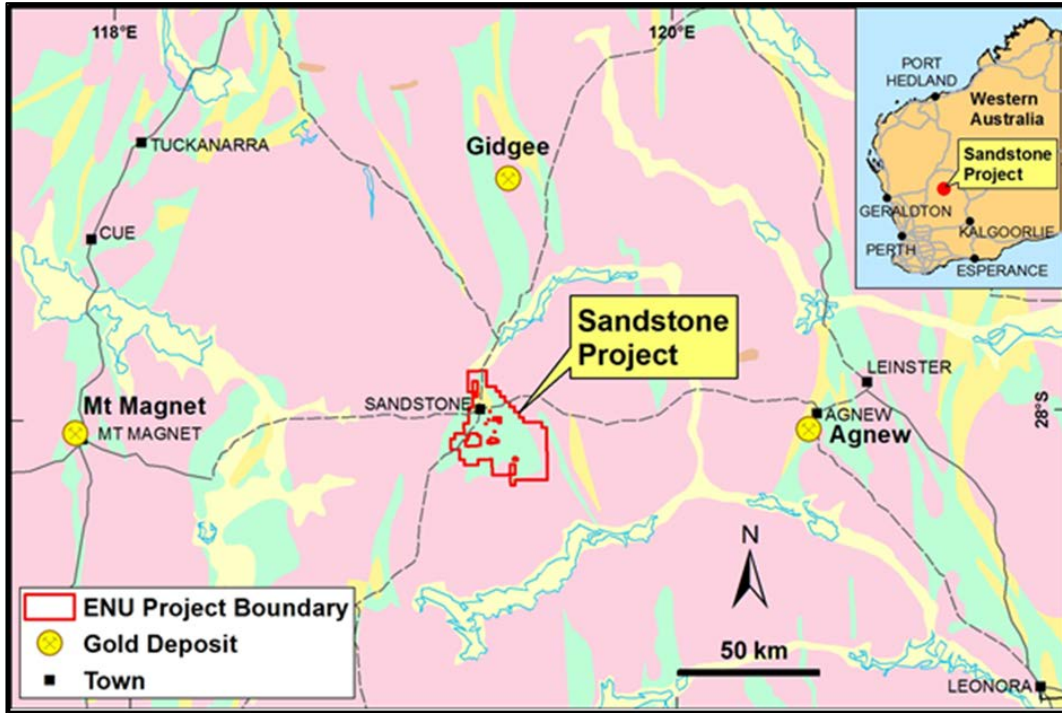 118°E
120°E
PORT
HEDLAND
Western
Australia
Sandstone
Project
GERALDTON
KALGOORLIE
PERTH
ESPERANCE
TUCKANARRA
Gidgee
CUE
Sandstone
Project
LEINSTER
SANDSTONE
Mt Magnet
MT MAGNET
AGNEW
Agnew
28°S
N
ENU Project Boundary
Gold Deposit
Town
50 km
LEONORA